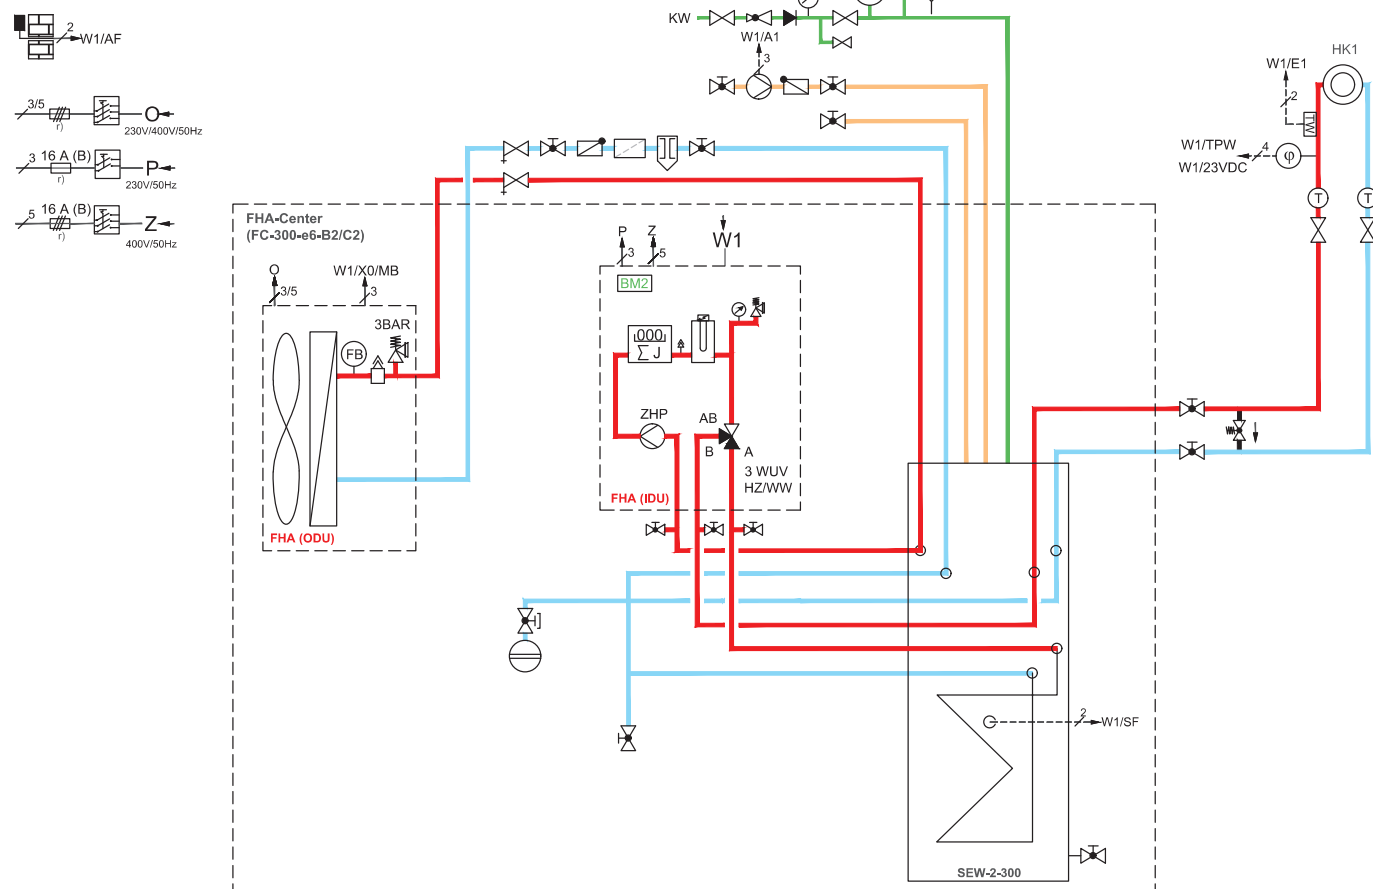 KW
W1/A1
3
2
W1/AF
HK1
W1/E1
2
TW
W1/TPW
4
φ
W1/23VDC
T
T
3/5
r)
O
230V/400V/50Hz
3
16 A (B)
r)
P
230V/50Hz
5
16 A (B)
r)
Z
400V/50Hz
FHA-Center
(FC-300-e6-B2/C2)
O
3/5
W1/X0/MB
3
3BAR
FB
FHA (ODU)
P
3
Z
5
W1
BM2
000
Σ J
ZHP
AB
B
A
3 WUV
HZ/WW
FHA (IDU)
2
W1/SF
SEW-2-300